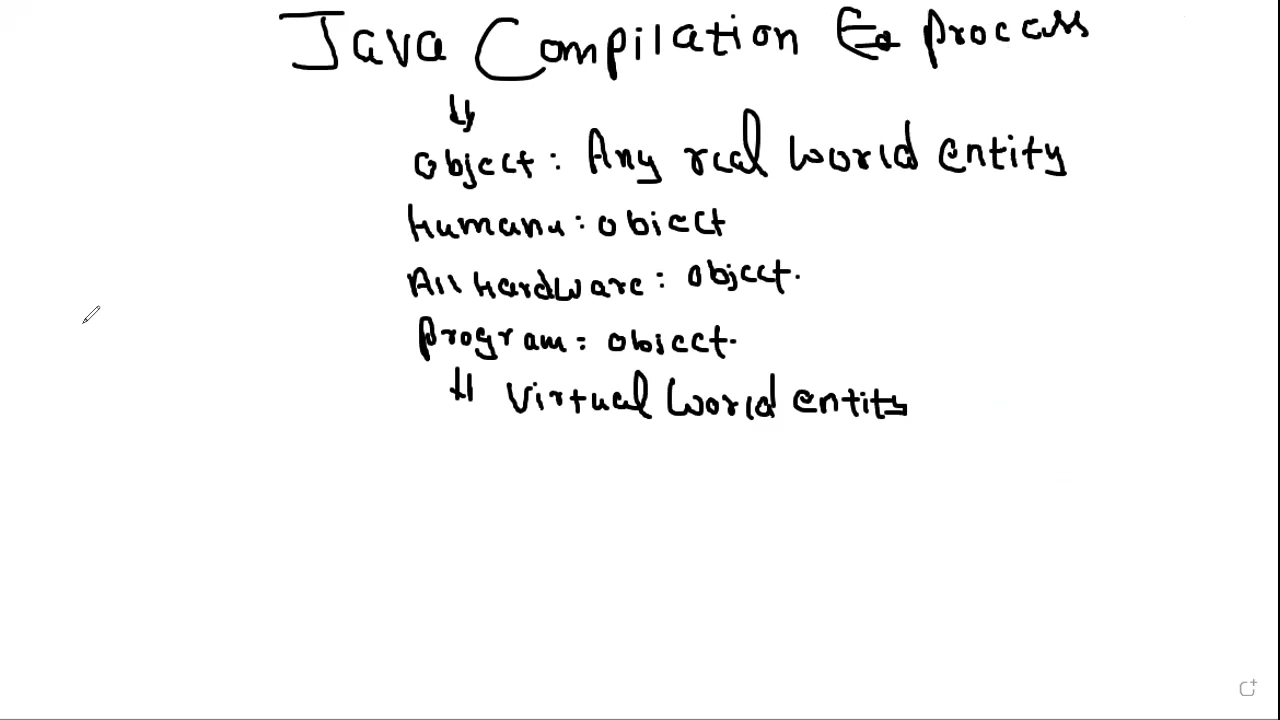 Java Compilation process
Object: Any real world entity
Humans: object
All Hardware: Object.
Program: object.
Virtual World entity